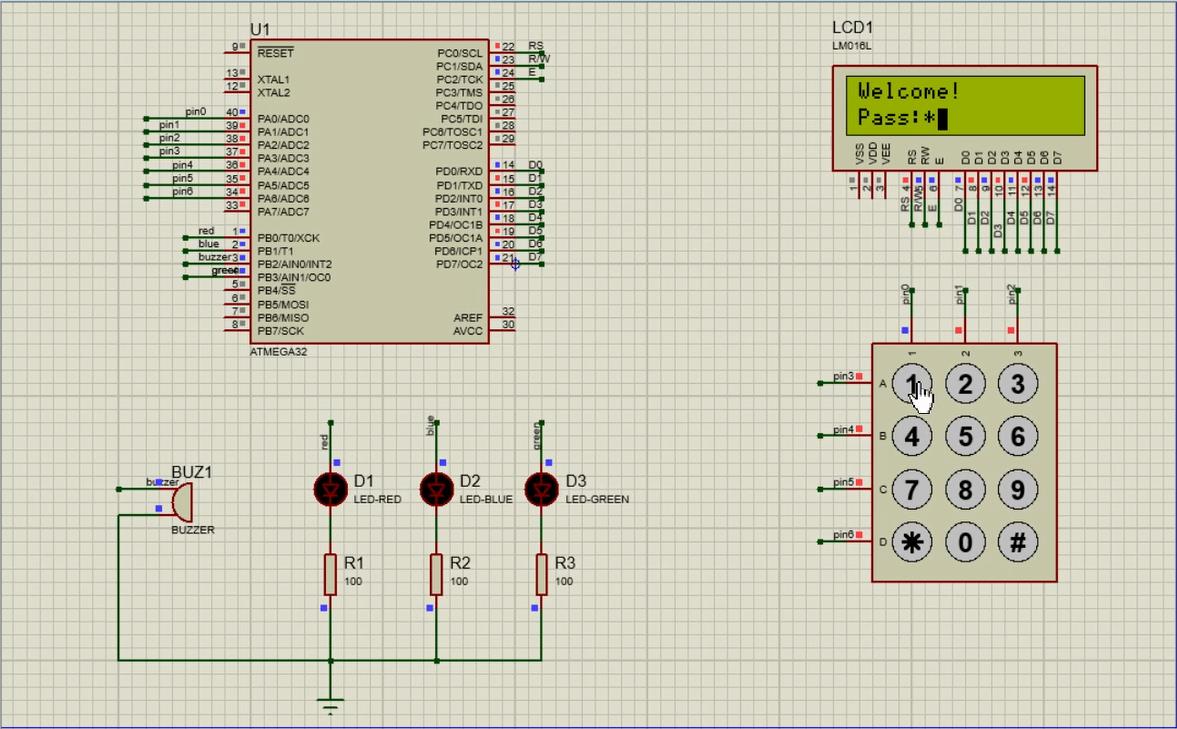 U1
9 RESET
13 XTAL1
12 XTAL2
pin0 40 PA0/ADC0
pin1 39 PA1/ADC1
pin2 38 PA2/ADC2
pin3 37 PA3/ADC3
pin4 36 PA4/ADC4
pin5 35 PA5/ADC5
pin6 34 PA6/ADC6
33 PA7/ADC7
red 1 PB0/T0/XCK
blue 2 PB1/T1
buzzer 3 PB2/AIN0/INT2
green PB3/AIN1/OC0
5 PB4/SS
6 PB5/MOSI
7 PB6/MISO
8 PB7/SCK
PC0/SCL 22 RS
PC1/SDA 23 R/W
PC2/TCK 24 E
PC3/TMS 25
PC4/TDO 26
PC5/TDI 27
PC6/TOSC1 28
PC7/TOSC2 29
PD0/RXD 14 D0
PD1/TXD 15 D1
PD2/INT0 16 D2
PD3/INT1 17 D3
PD4/OC1B 18 D4
PD5/OC1A 19 D5
PD6/ICP1 20 D6
PD7/OC2 21 D7
AREF 32
AVCC 30
ATMEGA32
LCD1
LM016L
Welcome!
Pass:*
VSS VDD VEE RS RW E D0 D1 D2 D3 D4 D5 D6 D7
1 2 3 4 5 6 7 8 9 10 11 12 13 14
RS R/W E D0 D1 D2 D3 D4 D5 D6 D7
pin0 pin1 pin2
1 2 3
pin3 A 1 2 3
pin4 B 4 5 6
pin5 C 7 8 9
pin6 D * 0 #
red blue green
BUZ1
buzzer
BUZZER
D1
LED-RED
D2
LED-BLUE
D3
LED-GREEN
R1
100
R2
100
R3
100